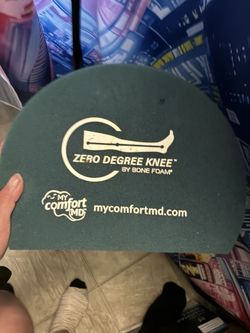 ZERO DEGREE KNEE™
BY BONE FOAM®
MY
comfort
MD
mycomfortmd.com